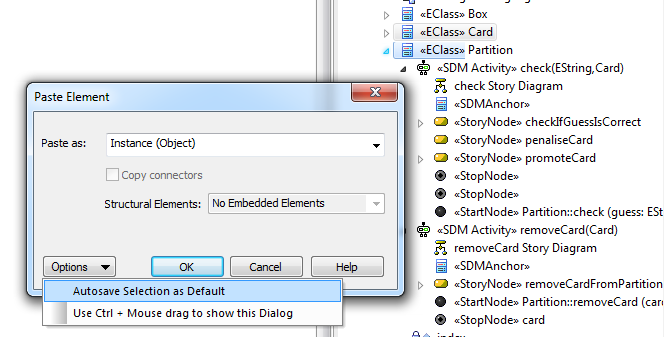 Paste Element
Paste as:
Instance (Object)
Copy connectors
Structural Elements:
No Embedded Elements
Options
OK
Cancel
Help
Autosave Selection as Default
Use Ctrl + Mouse drag to show this Dialog
«EClass» Box
«EClass» Card
«EClass» Partition
«SDM Activity» check(EString,Card)
check Story Diagram
«SDMAnchor»
«StoryNode» checkIfGuessIsCorrect
«StoryNode» penaliseCard
«StoryNode» promoteCard
«StopNode»
«StopNode»
«StartNode» Partition::check (guess: ESt
«SDM Activity» removeCard(Card)
removeCard Story Diagram
«SDMAnchor»
«StoryNode» removeCardFromPartition
«StartNode» Partition::removeCard (car
«StopNode» card
index